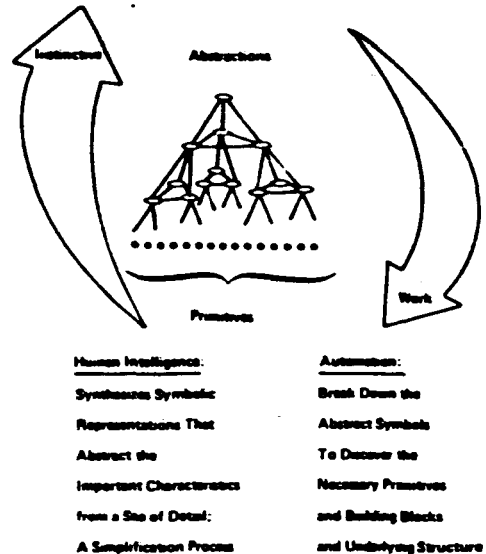 Instinctive
Abstractions
Work
Primitives
Human Intelligence:
Synthesizes Symbolic
Representations That
Abstract the
Important Characteristics
from a Sea of Detail:
A Simplification Process
Automation:
Break Down the
Abstract Symbols
To Discover the
Necessary Primitives
and Building Blocks
and Underlying Structure